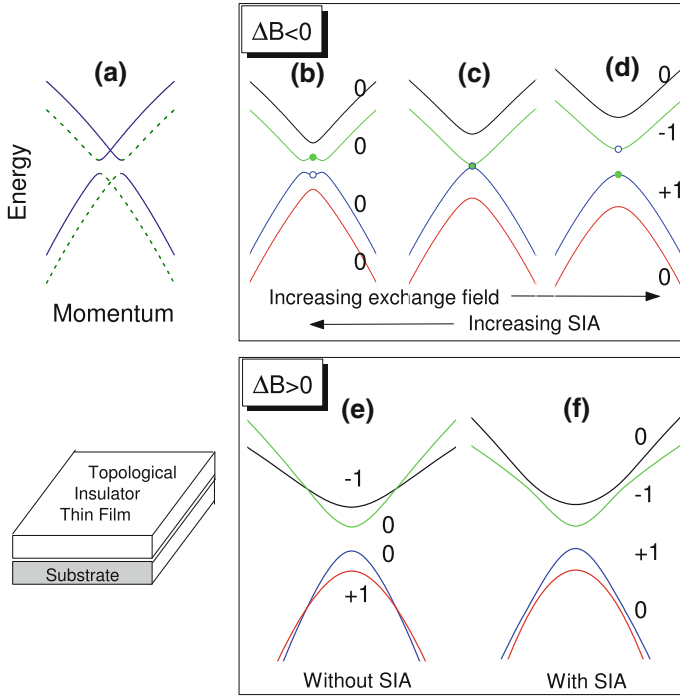 ΔB<0
(a)
(b)
(c)
(d)
0
0
0
0
0
-1
+1
0
Energy
Momentum
Increasing exchange field
Increasing SIA
ΔB>0
(e)
(f)
-1
0
0
+1
0
-1
+1
0
Without SIA
With SIA
Topological
Insulator
Thin Film
Substrate